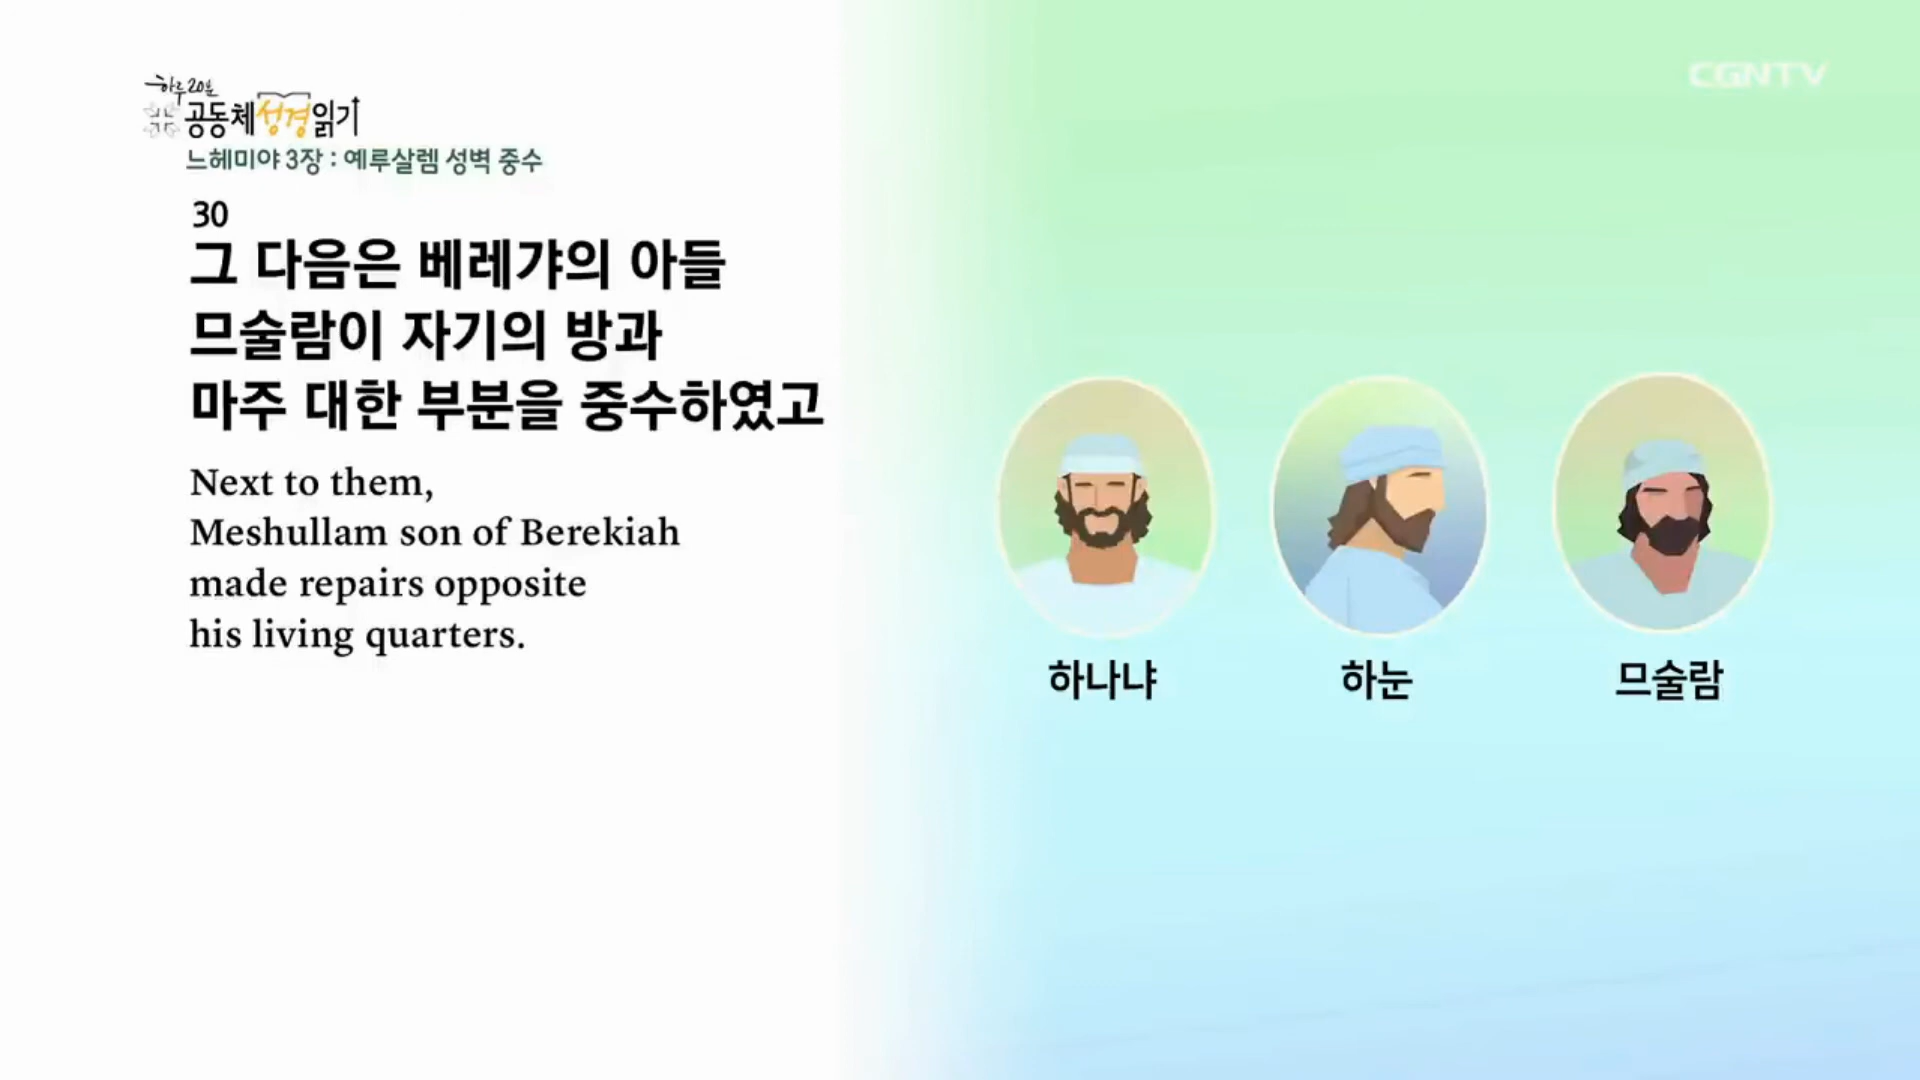 하루 20분
공동체성경읽기
느헤미야 3장 : 예루살렘 성벽 중수
30
그 다음은 베레갸의 아들
므술람이 자기의 방과
마주 대한 부분을 중수하였고
Next to them,
Meshullam son of Berekiah
made repairs opposite
his living quarters.
CGNTV
하나냐
하눈
므술람